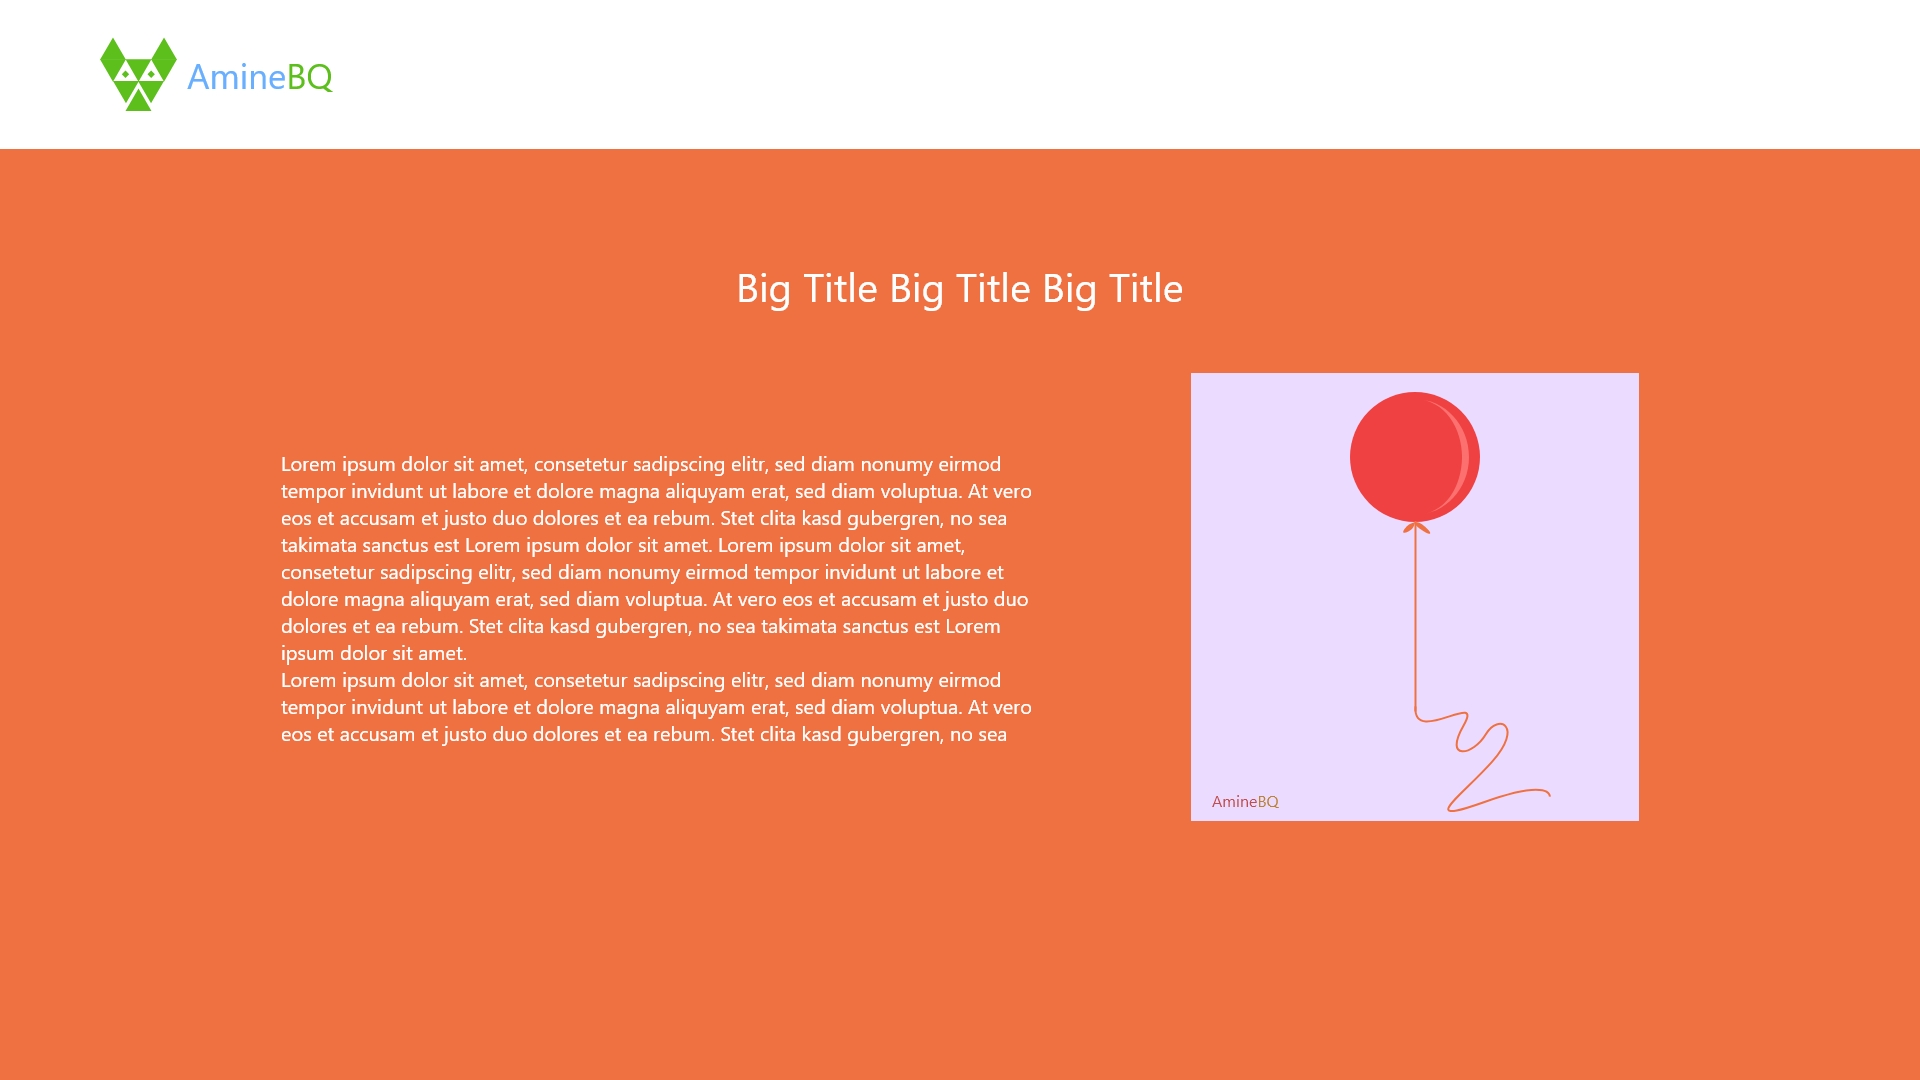 AmineBQ
Big Title Big Title Big Title
Lorem ipsum dolor sit amet, consetetur sadipscing elitr, sed diam nonumy eirmod
tempor invidunt ut labore et dolore magna aliquyam erat, sed diam voluptua. At vero
eos et accusam et justo duo dolores et ea rebum. Stet clita kasd gubergren, no sea
takimata sanctus est Lorem ipsum dolor sit amet. Lorem ipsum dolor sit amet,
consetetur sadipscing elitr, sed diam nonumy eirmod tempor invidunt ut labore et
dolore magna aliquyam erat, sed diam voluptua. At vero eos et accusam et justo duo
dolores et ea rebum. Stet clita kasd gubergren, no sea takimata sanctus est Lorem
ipsum dolor sit amet.
Lorem ipsum dolor sit amet, consetetur sadipscing elitr, sed diam nonumy eirmod
tempor invidunt ut labore et dolore magna aliquyam erat, sed diam voluptua. At vero
eos et accusam et justo duo dolores et ea rebum. Stet clita kasd gubergren, no sea
AmineBQ